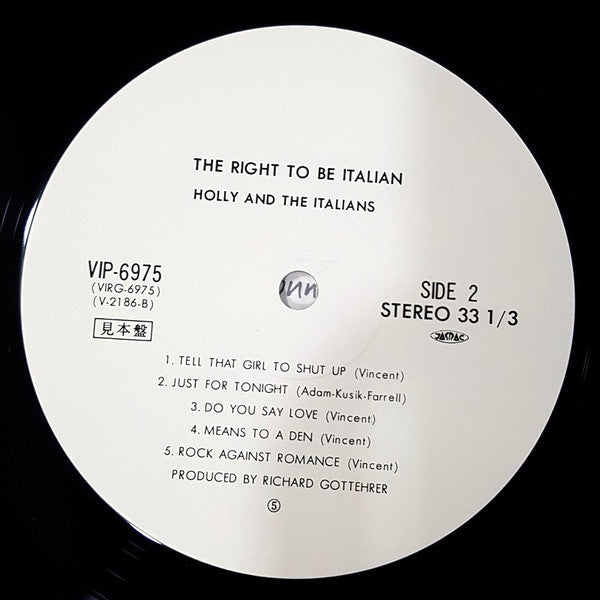 THE RIGHT TO BE ITALIAN
HOLLY AND THE ITALIANS
VIP-6975
(VIRG-6975)
(V-2186-B)
見本盤
SIDE 2
STEREO 33 1/3
JASRAC
1. TELL THAT GIRL TO SHUT UP (Vincent)
2. JUST FOR TONIGHT (Adam-Kusik-Farrell)
3. DO YOU SAY LOVE (Vincent)
4. MEANS TO A DEN (Vincent)
5. ROCK AGAINST ROMANCE (Vincent)
PRODUCED BY RICHARD GOTTEHRER
⑤